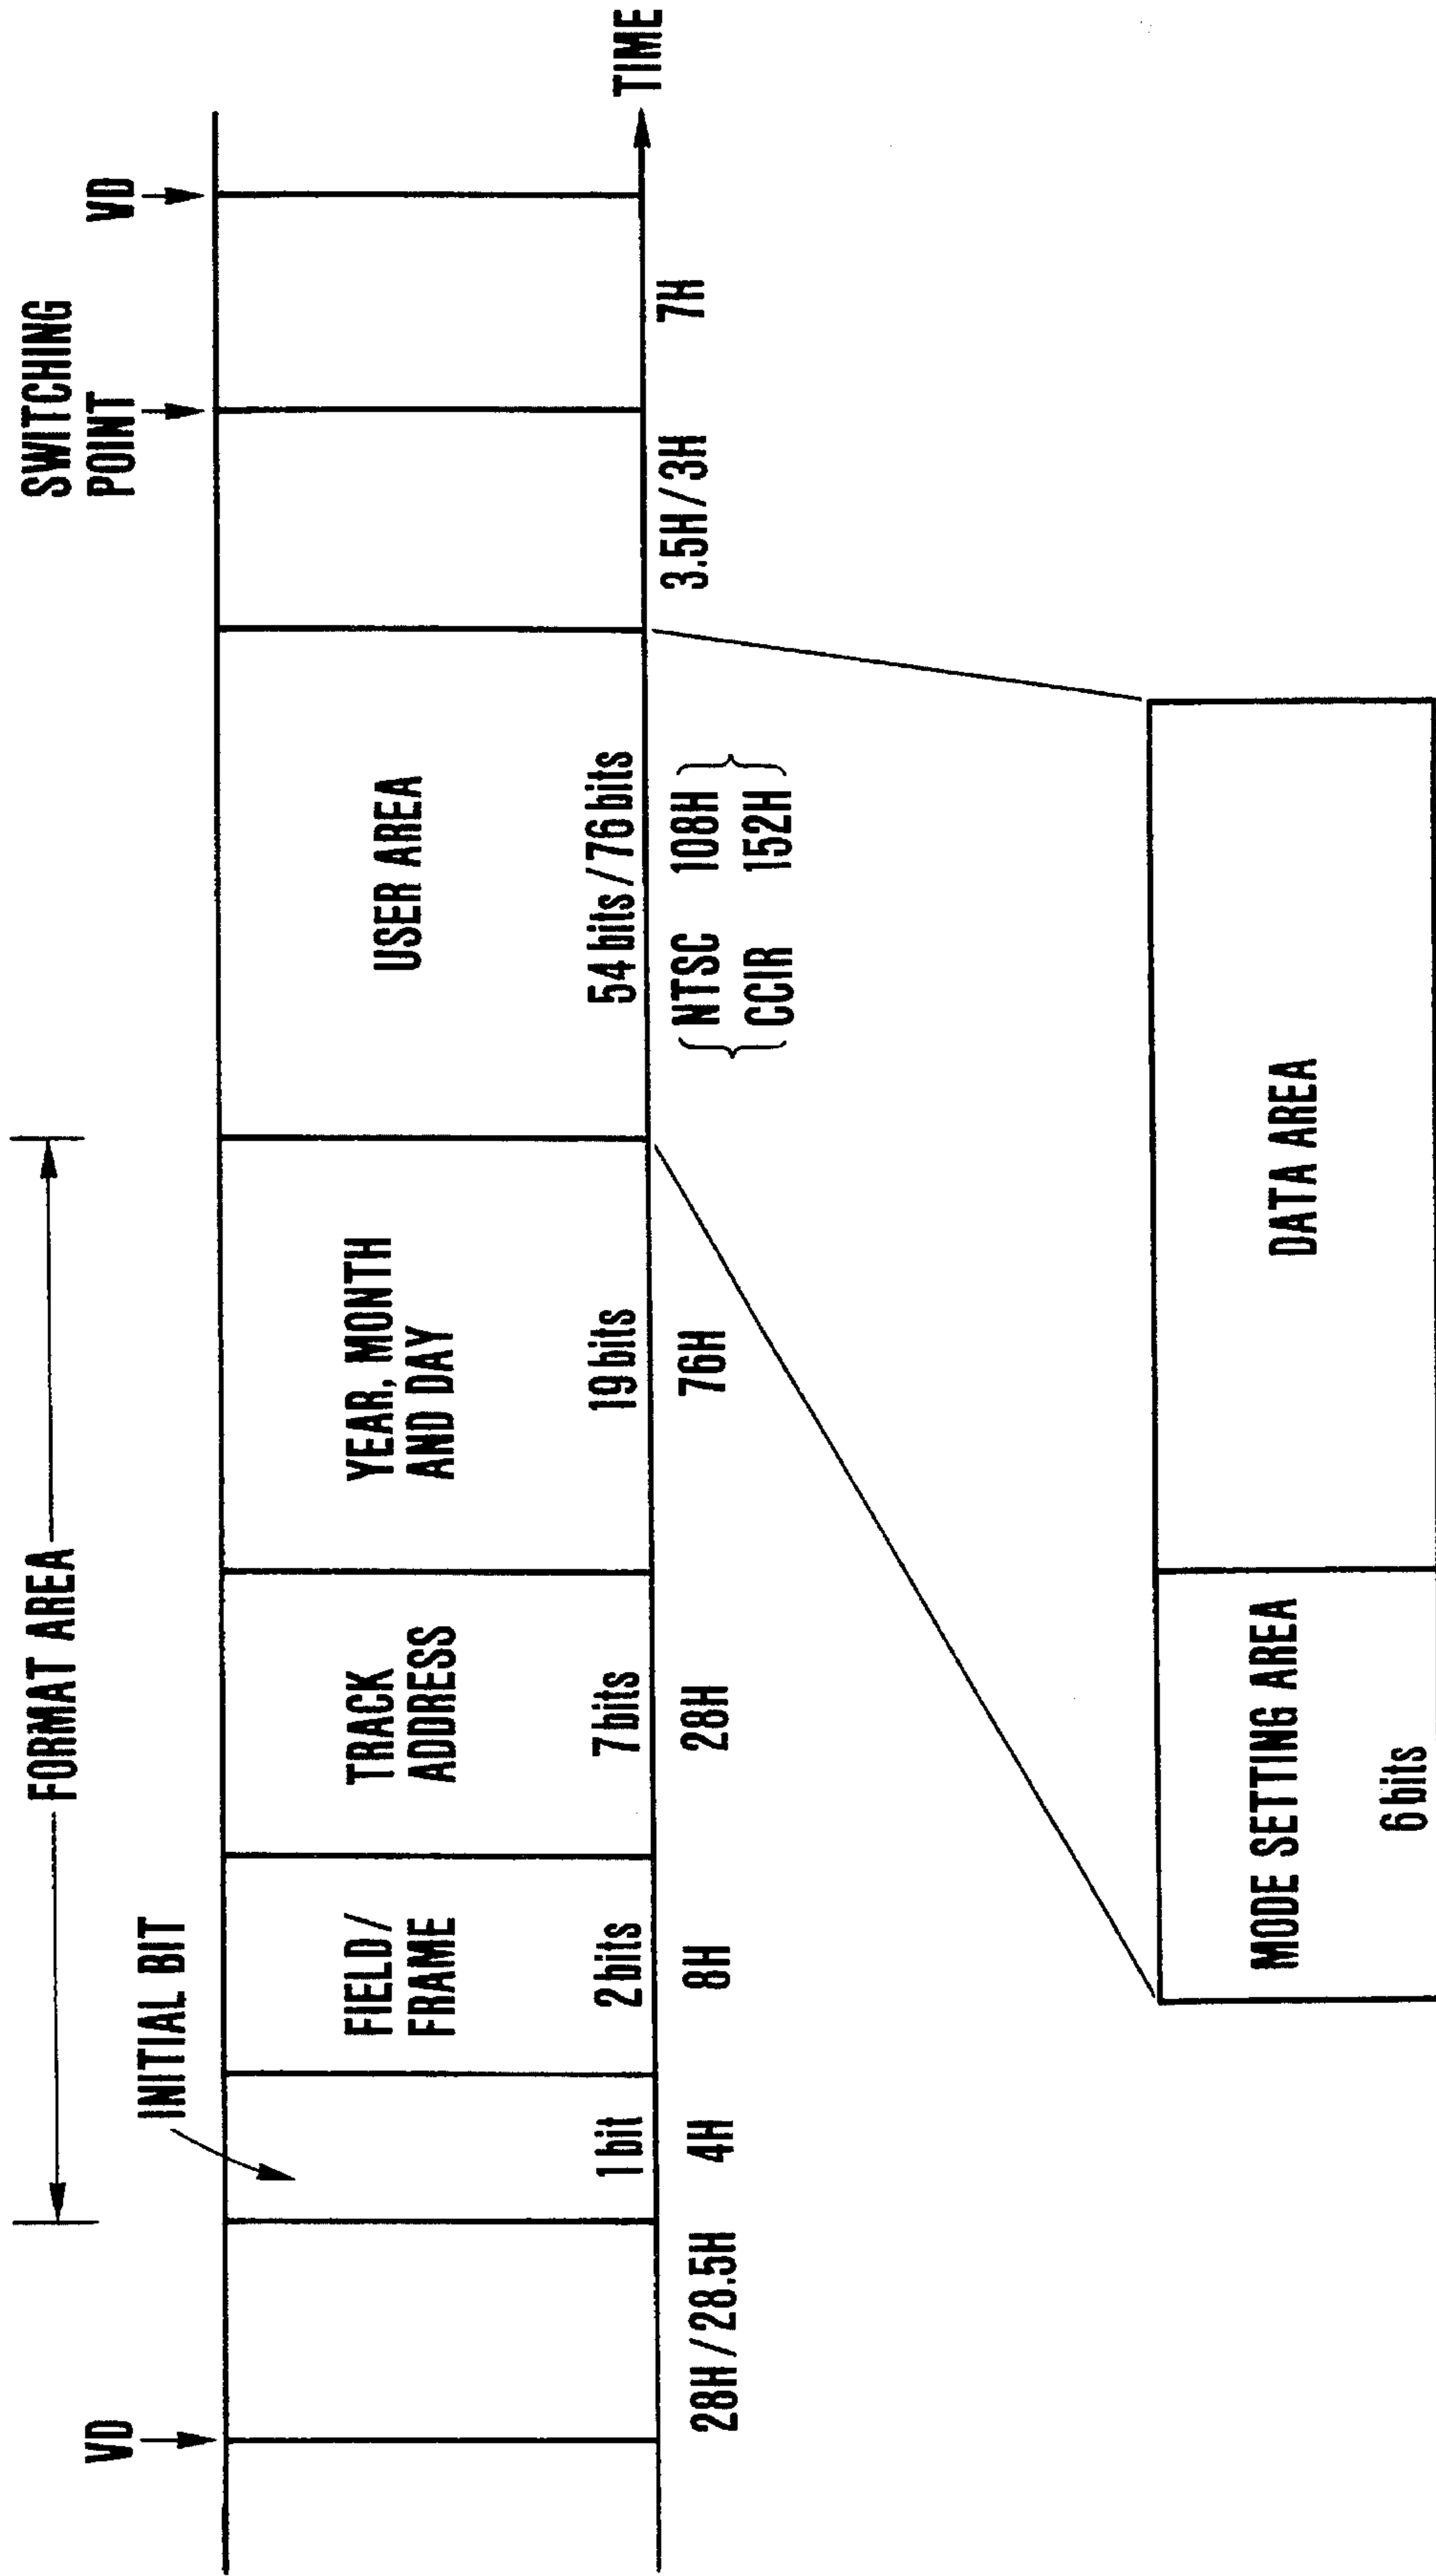 FORMAT AREA
SWITCHING
POINT
VD
INITIAL BIT
VD
FIELD/
FRAME
TRACK
ADDRESS
YEAR, MONTH
AND DAY
USER AREA
1bit
2bits
7bits
19bits
54bits/76bits
TIME
28H/28.5H
4H
8H
28H
76H
NTSC 108H
CCIR 152H
3.5H/3H
7H
MODE SETTING AREA
6bits
DATA AREA